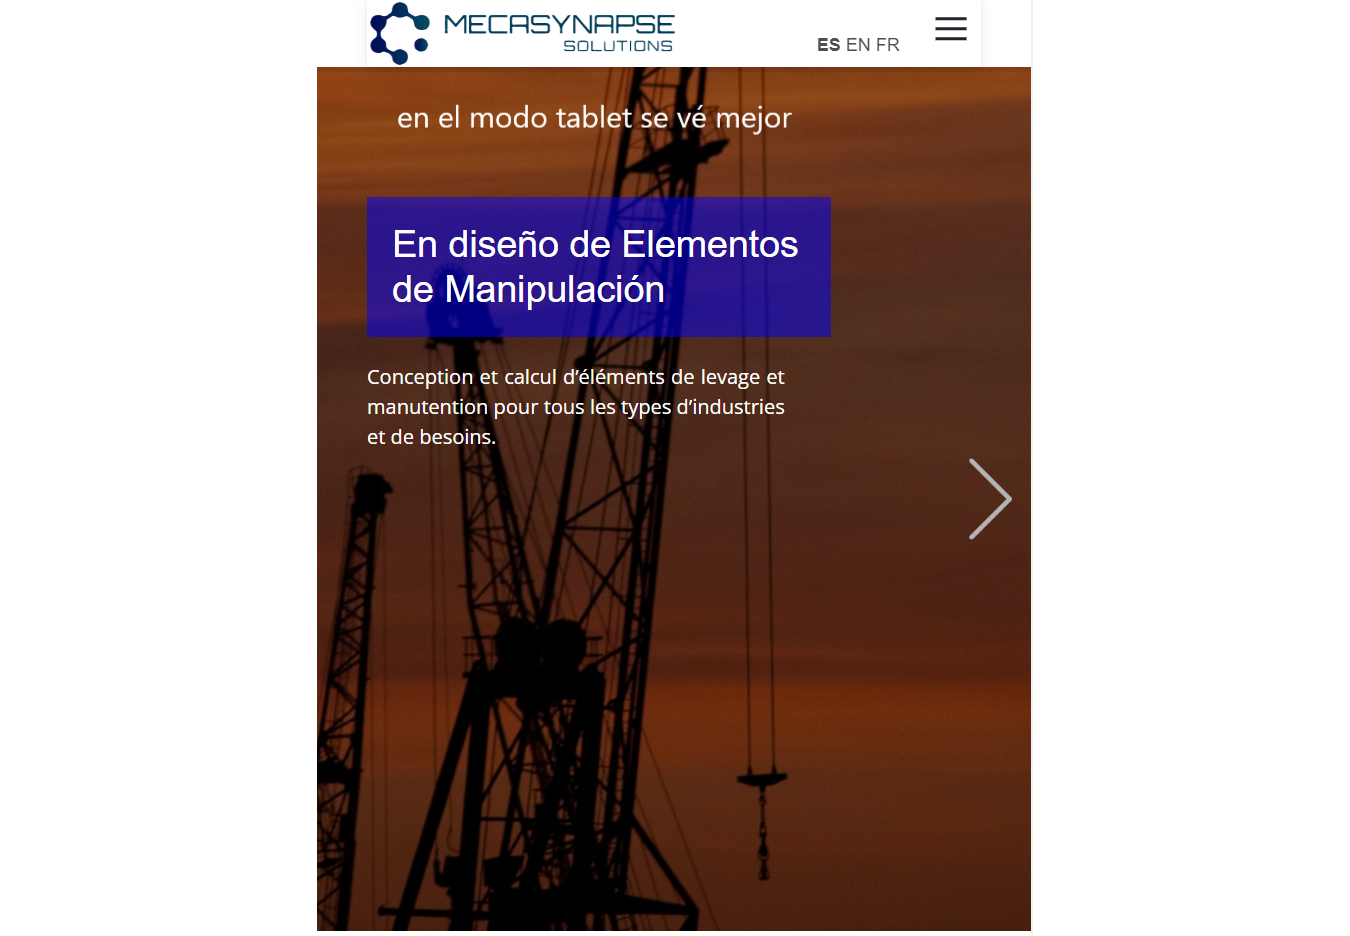 MECASYNAPSE
SOLUTIONS
ES EN FR
en el modo tablet se vé mejor
En diseño de Elementos
de Manipulación
Conception et calcul d’éléments de levage et
manutention pour tous les types d’industries
et de besoins.